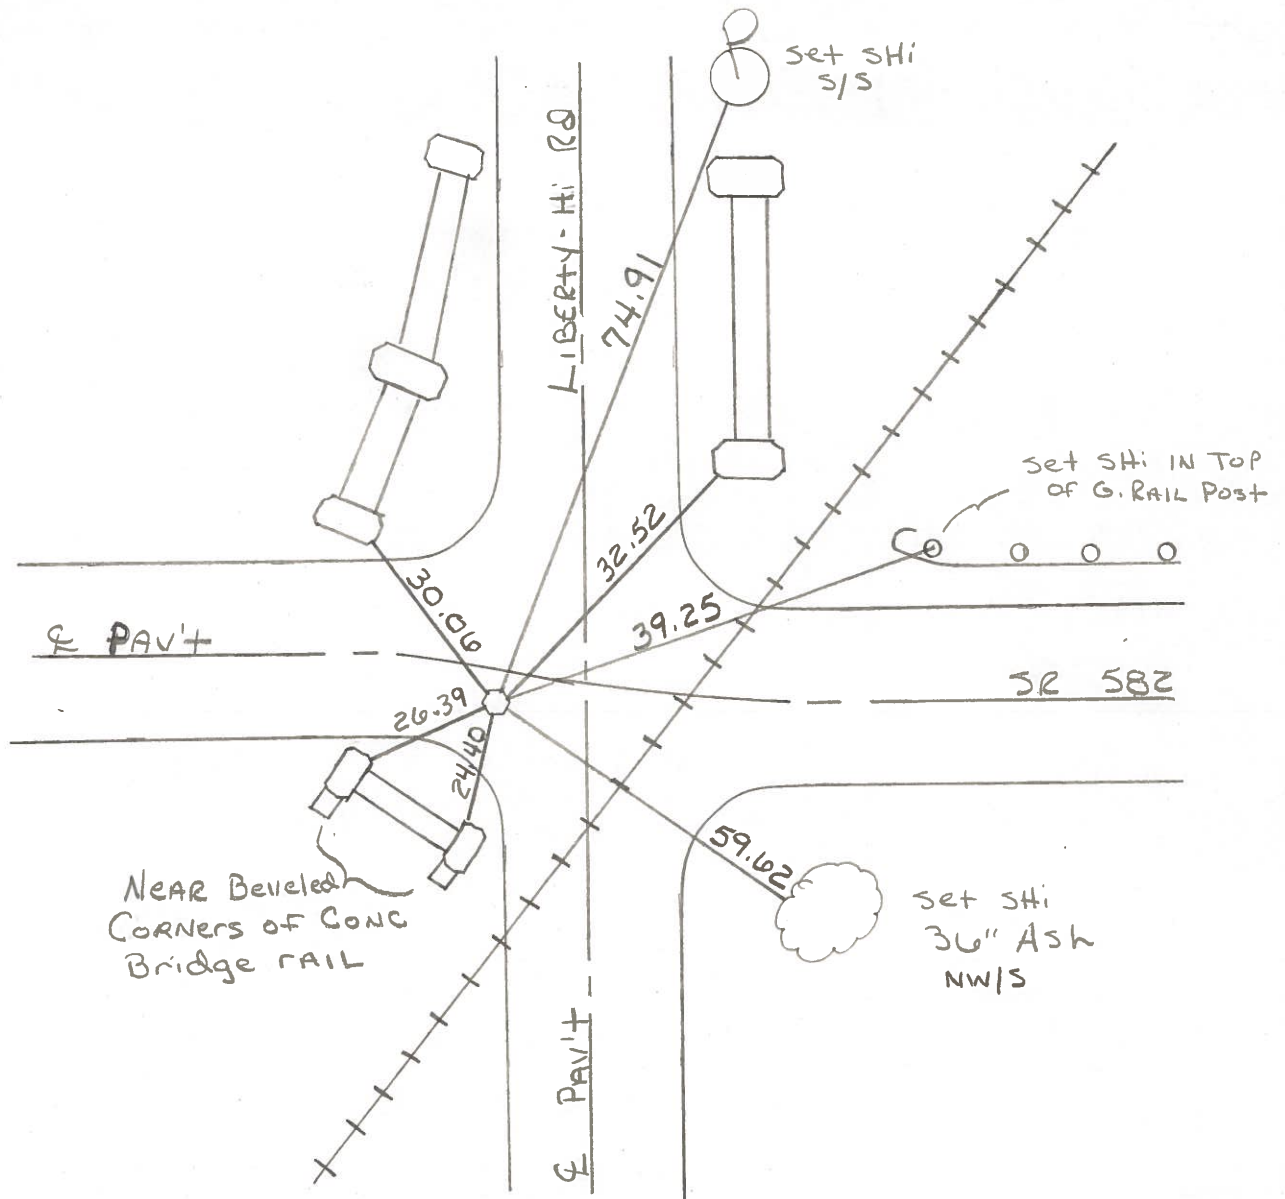 Set SHi
S/S
LIBERTY-Hi RD
74.91
Set SHi IN TOP
OF G. RAIL Post
32.52
30.06
39.25
℄ PAV't
SR 582
26.39
24.40
59.62
NEAR Beveled
CORNERS OF CONC
Bridge rAIL
Set SHi
36" ASh
NW/S
℄ PAV't